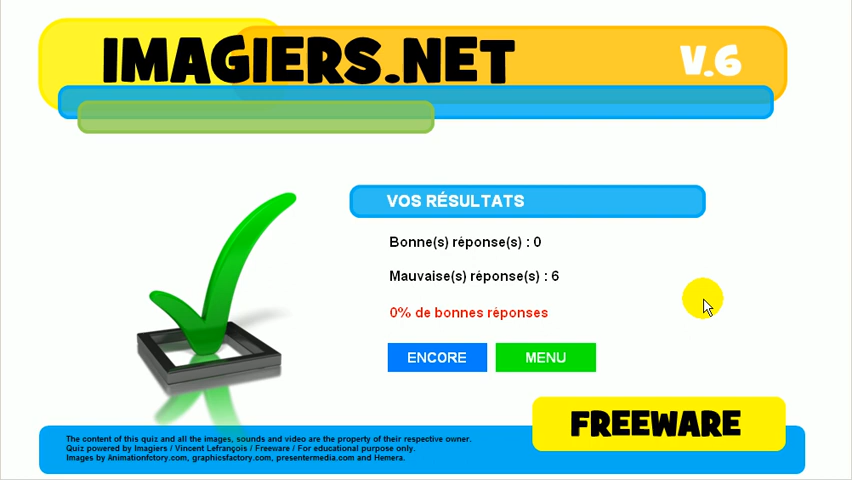 IMAGIERS.NET
V.6
VOS RÉSULTATS
Bonne(s) réponse(s) : 0
Mauvaise(s) réponse(s) : 6
0% de bonnes réponses
ENCORE
MENU
FREEWARE
The content of this quiz and all the images, sounds and video are the property of their respective owner.
Quiz powered by Imagiers / Vincent Lefrançois / Freeware / For educational purpose only.
Images by Animationfctory.com, graphicsfactory.com, presentermedia.com and Hemera.